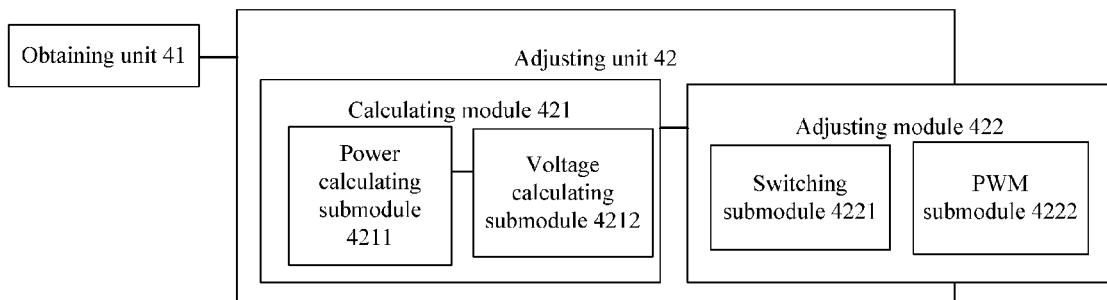 Obtaining unit 41
Adjusting unit 42
Calculating module 421
Power
calculating
submodule
4211
Voltage
calculating
submodule 4212
Adjusting module 422
Switching
submodule 4221
PWM
submodule 4222